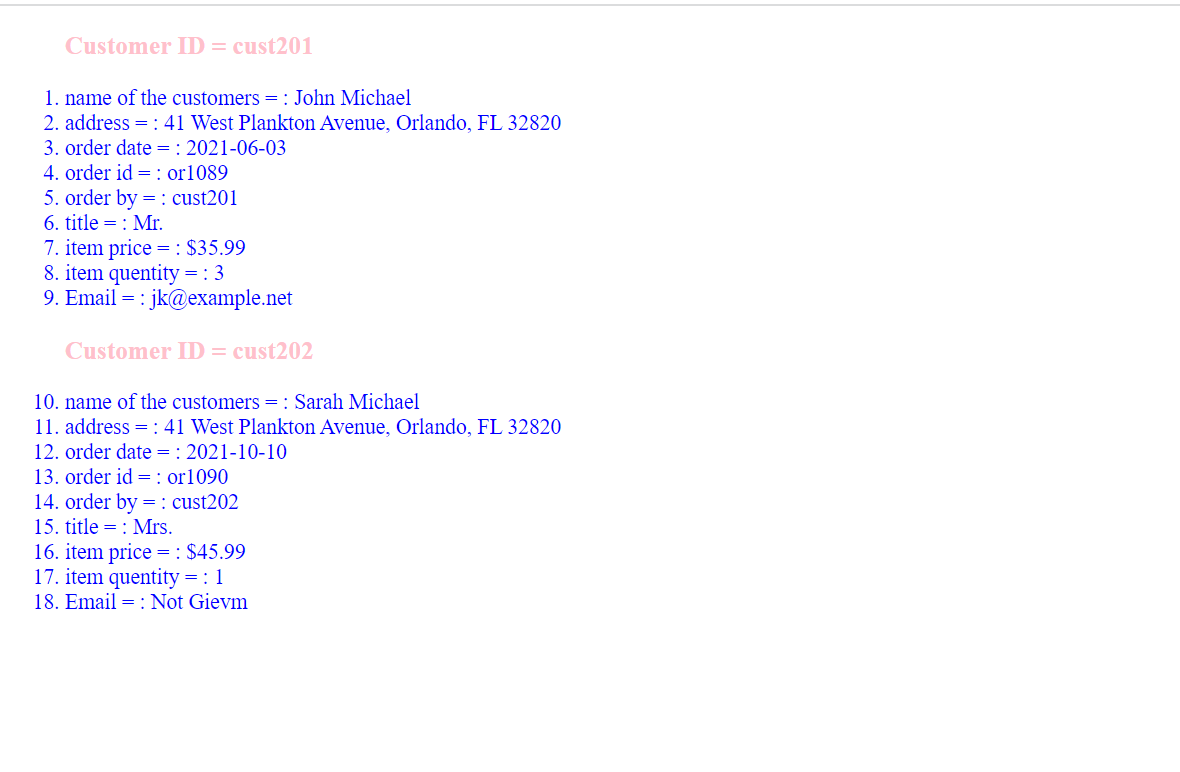 Customer ID = cust201
1. name of the customers = : John Michael
2. address = : 41 West Plankton Avenue, Orlando, FL 32820
3. order date = : 2021-06-03
4. order id = : or1089
5. order by = : cust201
6. title = : Mr.
7. item price = : $35.99
8. item quentity = : 3
9. Email = : jk@example.net
Customer ID = cust202
10. name of the customers = : Sarah Michael
11. address = : 41 West Plankton Avenue, Orlando, FL 32820
12. order date = : 2021-10-10
13. order id = : or1090
14. order by = : cust202
15. title = : Mrs.
16. item price = : $45.99
17. item quentity = : 1
18. Email = : Not Gievm